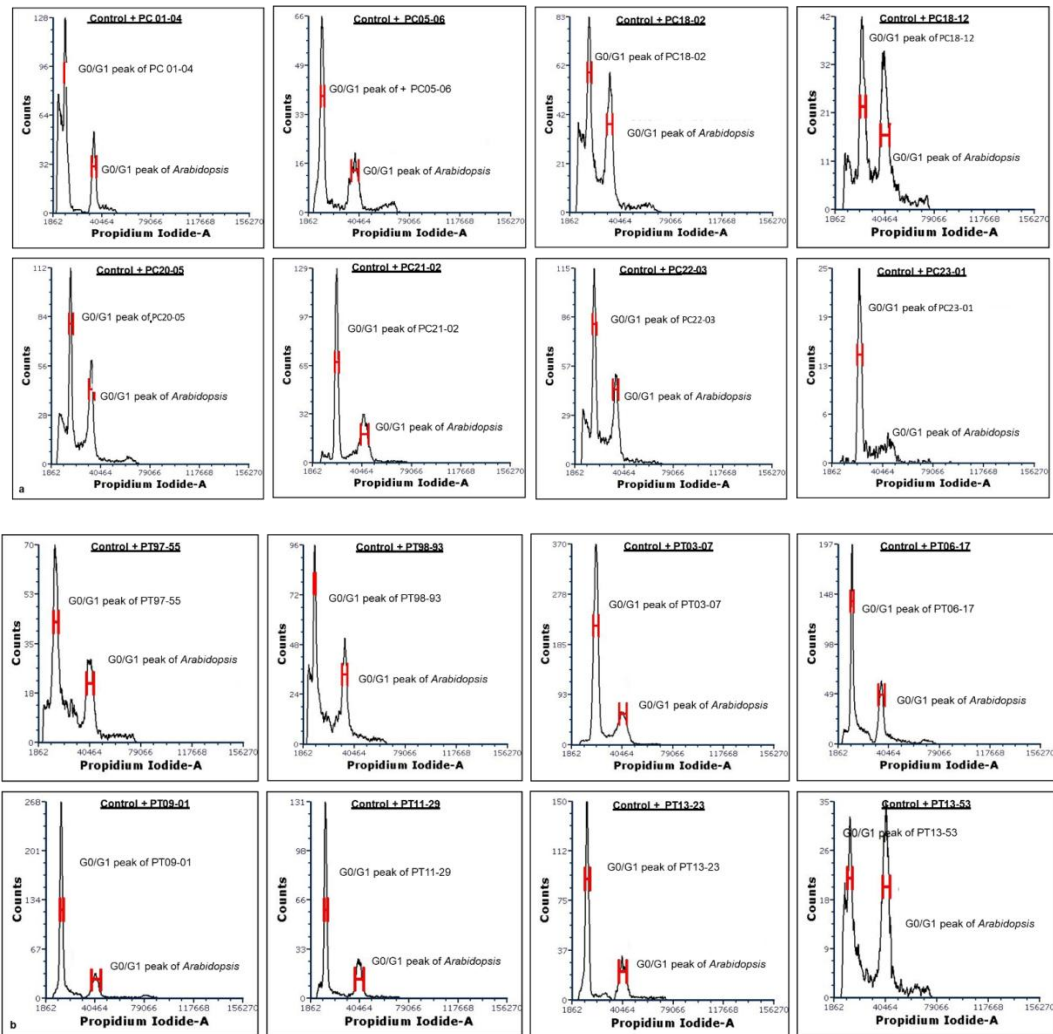 Control + PC 01-04
128
96
64
32
0
Counts
G0/G1 peak of PC 01-04
G0/G1 peak of Arabidopsis
1862 40464 79066 117668 156270
Propidium Iodide-A
Control + PC05-06
66
49
33
16
0
Counts
G0/G1 peak of + PC05-06
G0/G1 peak of Arabidopsis
1862 40464 79066 117668 156270
Propidium Iodide-A
Control + PC18-02
83
62
41
20
0
Counts
G0/G1 peak of PC18-02
G0/G1 peak of Arabidopsis
1862 40464 79066 117668 156270
Propidium Iodide-A
Control + PC18-12
42
32
21
11
0
Counts
G0/G1 peak of PC18-12
G0/G1 peak of Arabidopsis
1862 40464 79066 117668 156270
Propidium Iodide-A
Control + PC20-05
112
84
56
28
0
Counts
G0/G1 peak of PC20-05
G0/G1 peak of Arabidopsis
1862 40464 79066 117668 156270
Propidium Iodide-A
a
Control + PC21-02
129
97
65
32
0
Counts
G0/G1 peak of PC21-02
G0/G1 peak of Arabidopsis
1862 40464 79066 117668 156270
Propidium Iodide-A
Control + PC22-03
115
86
58
29
0
Counts
G0/G1 peak of PC22-03
G0/G1 peak of Arabidopsis
1862 40464 79066 117668 156270
Propidium Iodide-A
Control + PC23-01
25
19
13
6
0
Counts
G0/G1 peak of PC23-01
G0/G1 peak of Arabidopsis
1862 40464 79066 117668 156270
Propidium Iodide-A
Control + PT97-55
70
53
35
18
0
Counts
G0/G1 peak of PT97-55
G0/G1 peak of Arabidopsis
1862 40464 79066 117668 156270
Propidium Iodide-A
Control + PT98-93
96
72
48
24
0
Counts
G0/G1 peak of PT98-93
G0/G1 peak of Arabidopsis
1862 40464 79066 117668 156270
Propidium Iodide-A
Control + PT03-07
370
278
185
93
0
Counts
G0/G1 peak of PT03-07
G0/G1 peak of Arabidopsis
1862 40464 79066 117668 156270
Propidium Iodide-A
Control + PT06-17
197
148
98
49
0
Counts
G0/G1 peak of PT06-17
G0/G1 peak of Arabidopsis
1862 40464 79066 117668 156270
Propidium Iodide-A
Control + PT09-01
268
201
134
67
0
Counts
G0/G1 peak of PT09-01
G0/G1 peak of Arabidopsis
1862 40464 79066 117668 156270
Propidium Iodide-A
b
Control + PT11-29
131
98
66
33
0
Counts
G0/G1 peak of PT11-29
G0/G1 peak of Arabidopsis
1862 40464 79066 117668 156270
Propidium Iodide-A
Control + PT13-23
150
112
75
37
0
Counts
G0/G1 peak of PT13-23
G0/G1 peak of Arabidopsis
1862 40464 79066 117668 156270
Propidium Iodide-A
Control + PT13-53
35
26
18
9
0
Counts
G0/G1 peak of PT13-53
G0/G1 peak of Arabidopsis
1862 40464 79066 117668 156270
Propidium Iodide-A